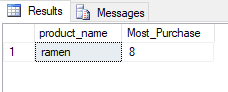 Results Messages
product_name Most_Purchase
1 ramen 8